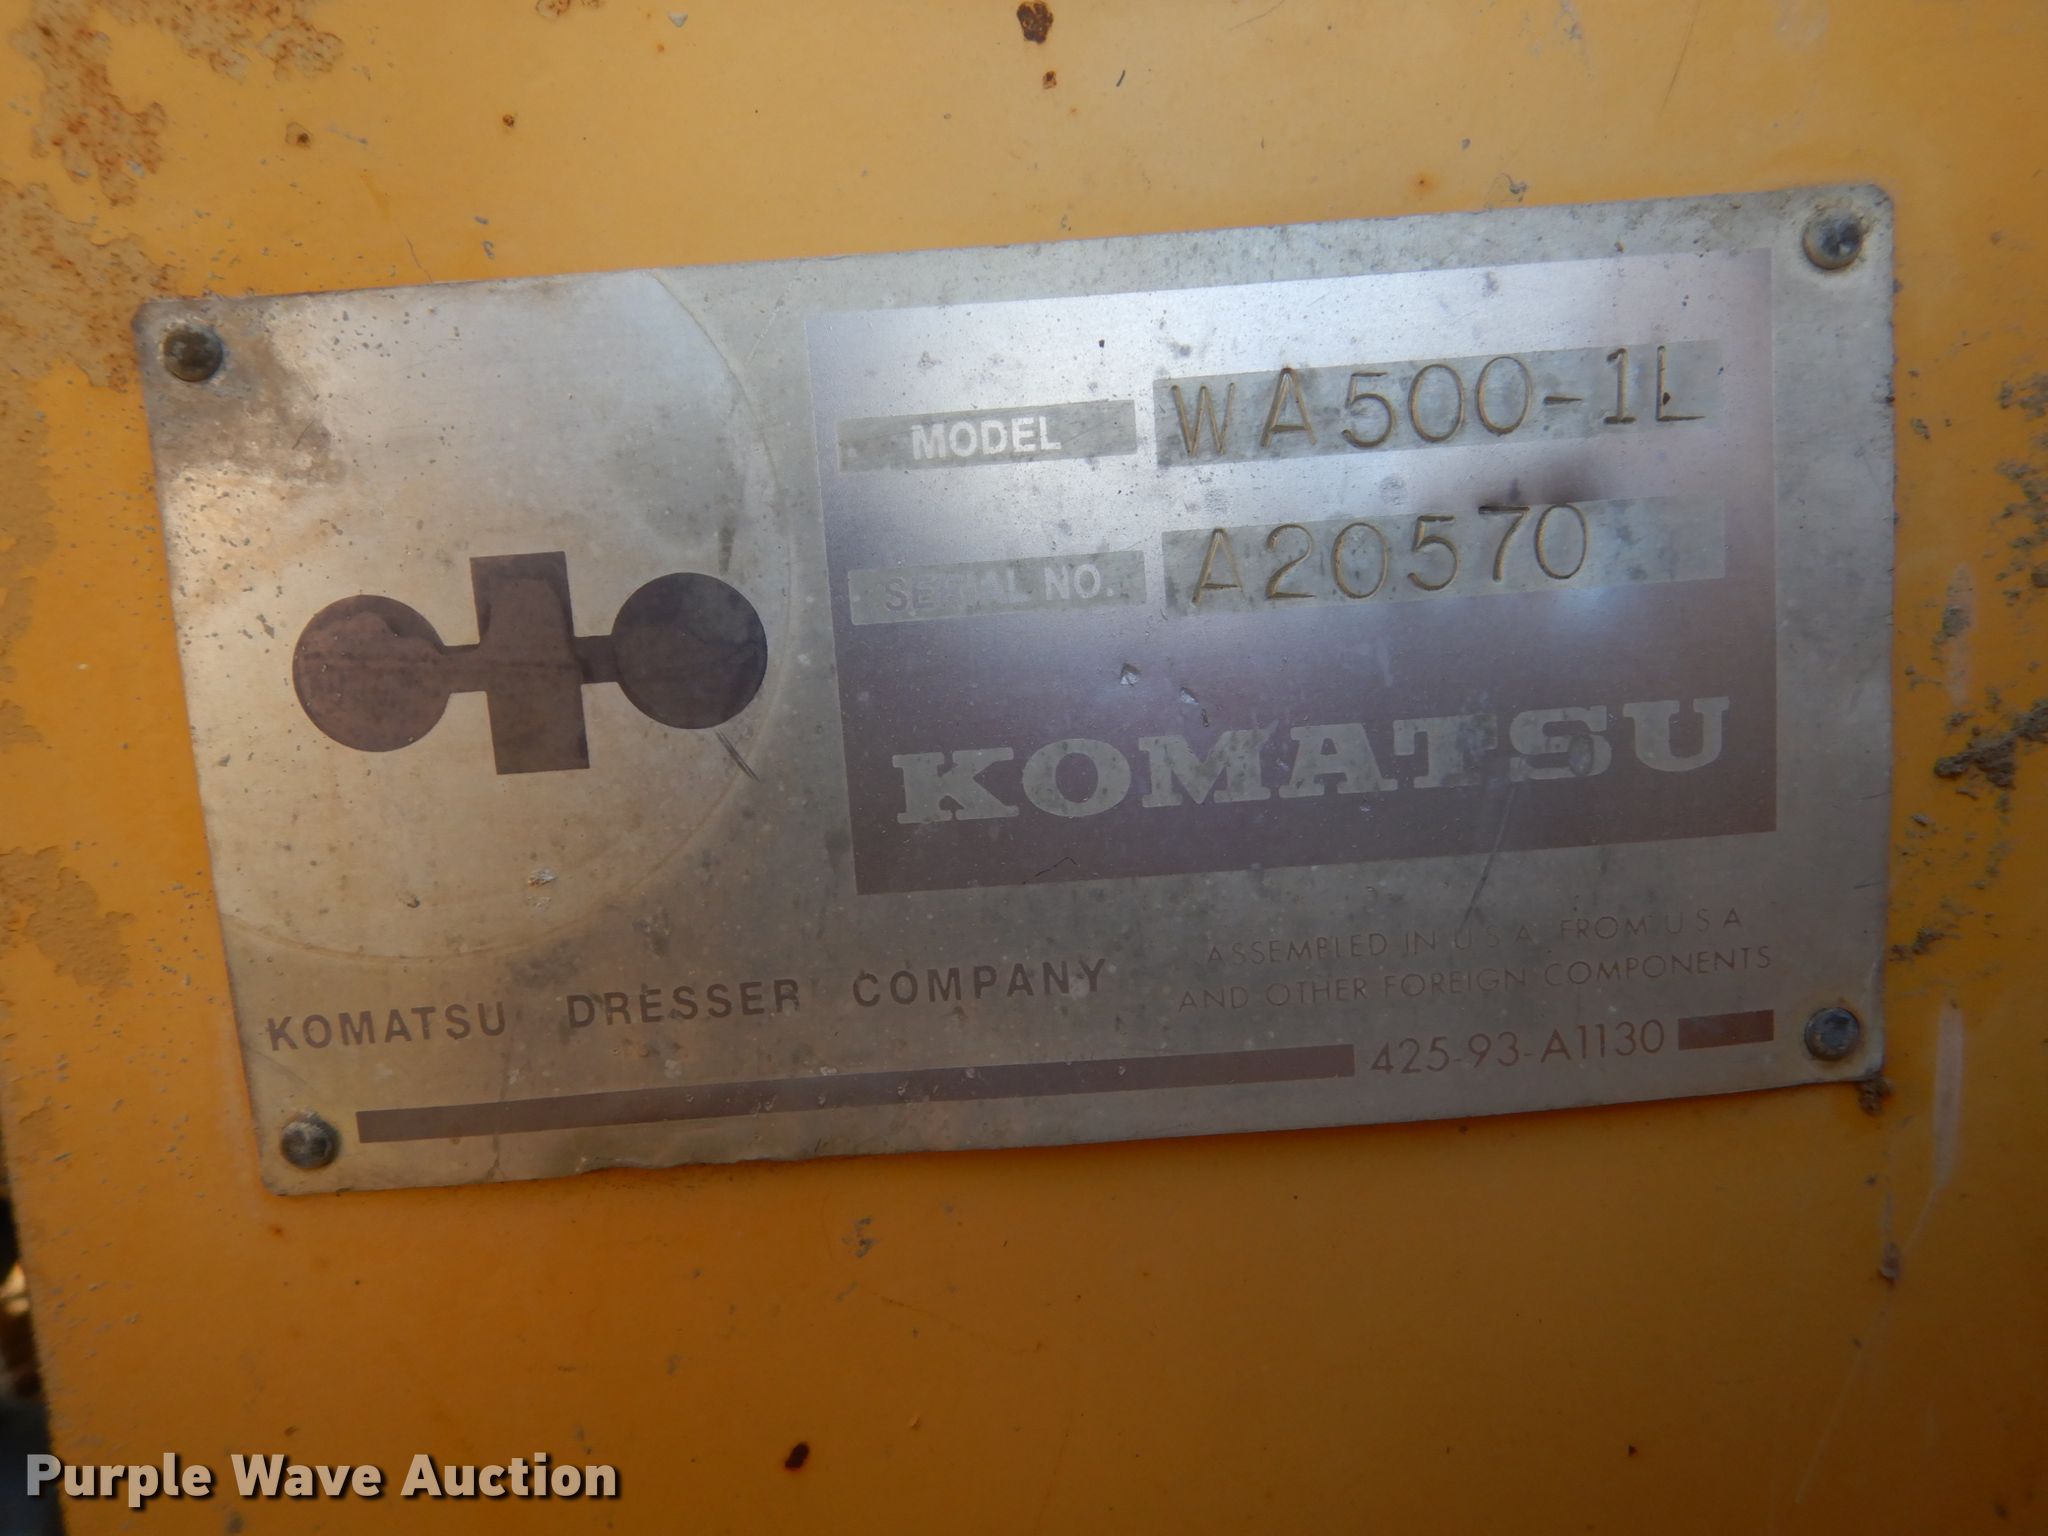 MODEL WA500-1L
SERIAL NO. A20570
KOMATSU
KOMATSU DRESSER COMPANY
ASSEMBLED IN U S A FROM U S A
AND OTHER FOREIGN COMPONENTS
425-93-A1130
Purple Wave Auction